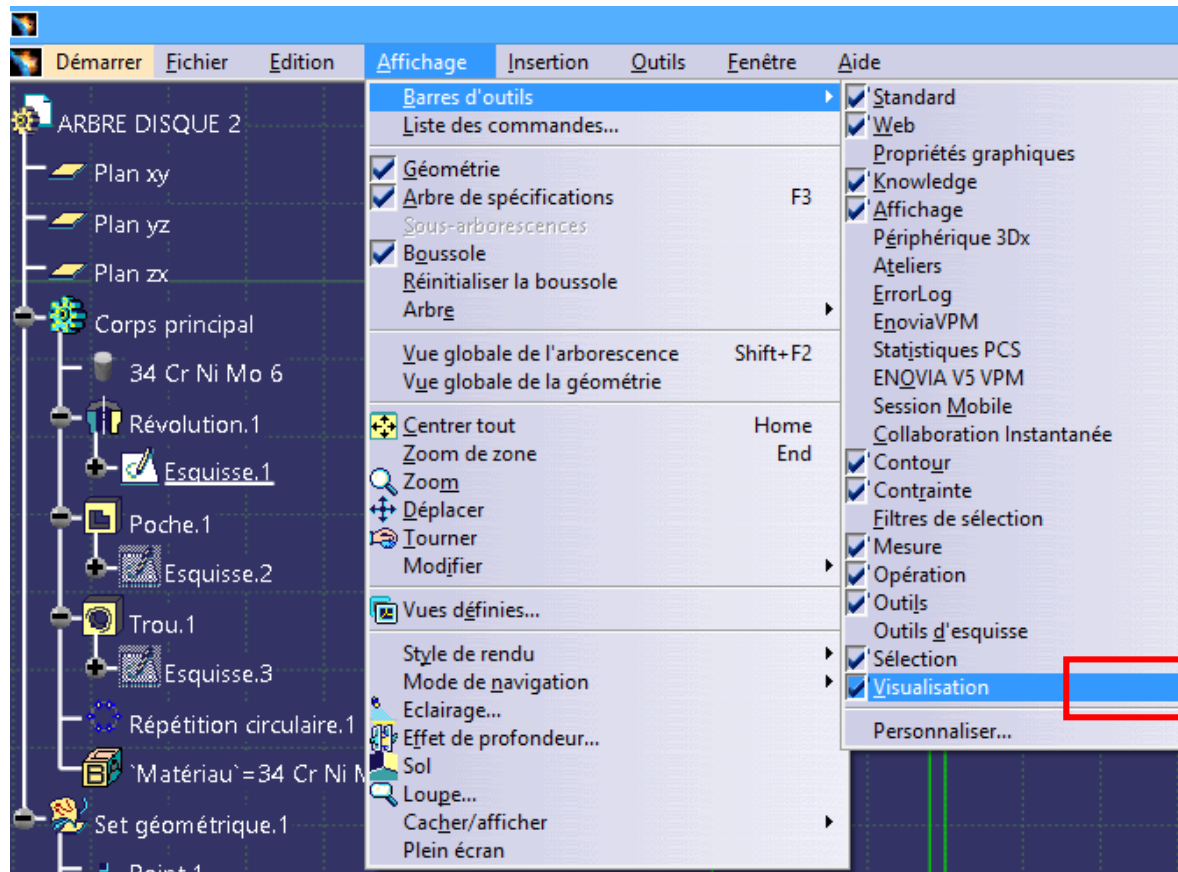 Démarrer Fichier Edition Affichage Insertion Outils Fenêtre Aide
ARBRE DISQUE 2
Plan xy
Plan yz
Plan zx
Corps principal
34 Cr Ni Mo 6
Révolution.1
Esquisse.1
Poche.1
Esquisse.2
Trou.1
Esquisse.3
Répétition circulaire.1
`Matériau`=34 Cr Ni
Set géométrique.1
Barres d'outils
Liste des commandes...
Géométrie
Arbre de spécifications F3
Sous-arborescences
Boussole
Réinitialiser la boussole
Arbre
Vue globale de l'arborescence Shift+F2
Vue globale de la géométrie
Centrer tout Home
Zoom de zone End
Zoom
Déplacer
Tourner
Modifier
Vues définies...
Style de rendu
Mode de navigation
Eclairage...
Effet de profondeur...
Sol
Loupe...
Cacher/afficher
Plein écran
Standard
Web
Propriétés graphiques
Knowledge
Affichage
Périphérique 3Dx
Ateliers
ErrorLog
EnoviaVPM
Statistiques PCS
ENOVIA V5 VPM
Session Mobile
Collaboration Instantanée
Contour
Contrainte
Filtres de sélection
Mesure
Opération
Outils
Outils d'esquisse
Sélection
Visualisation
Personnaliser...